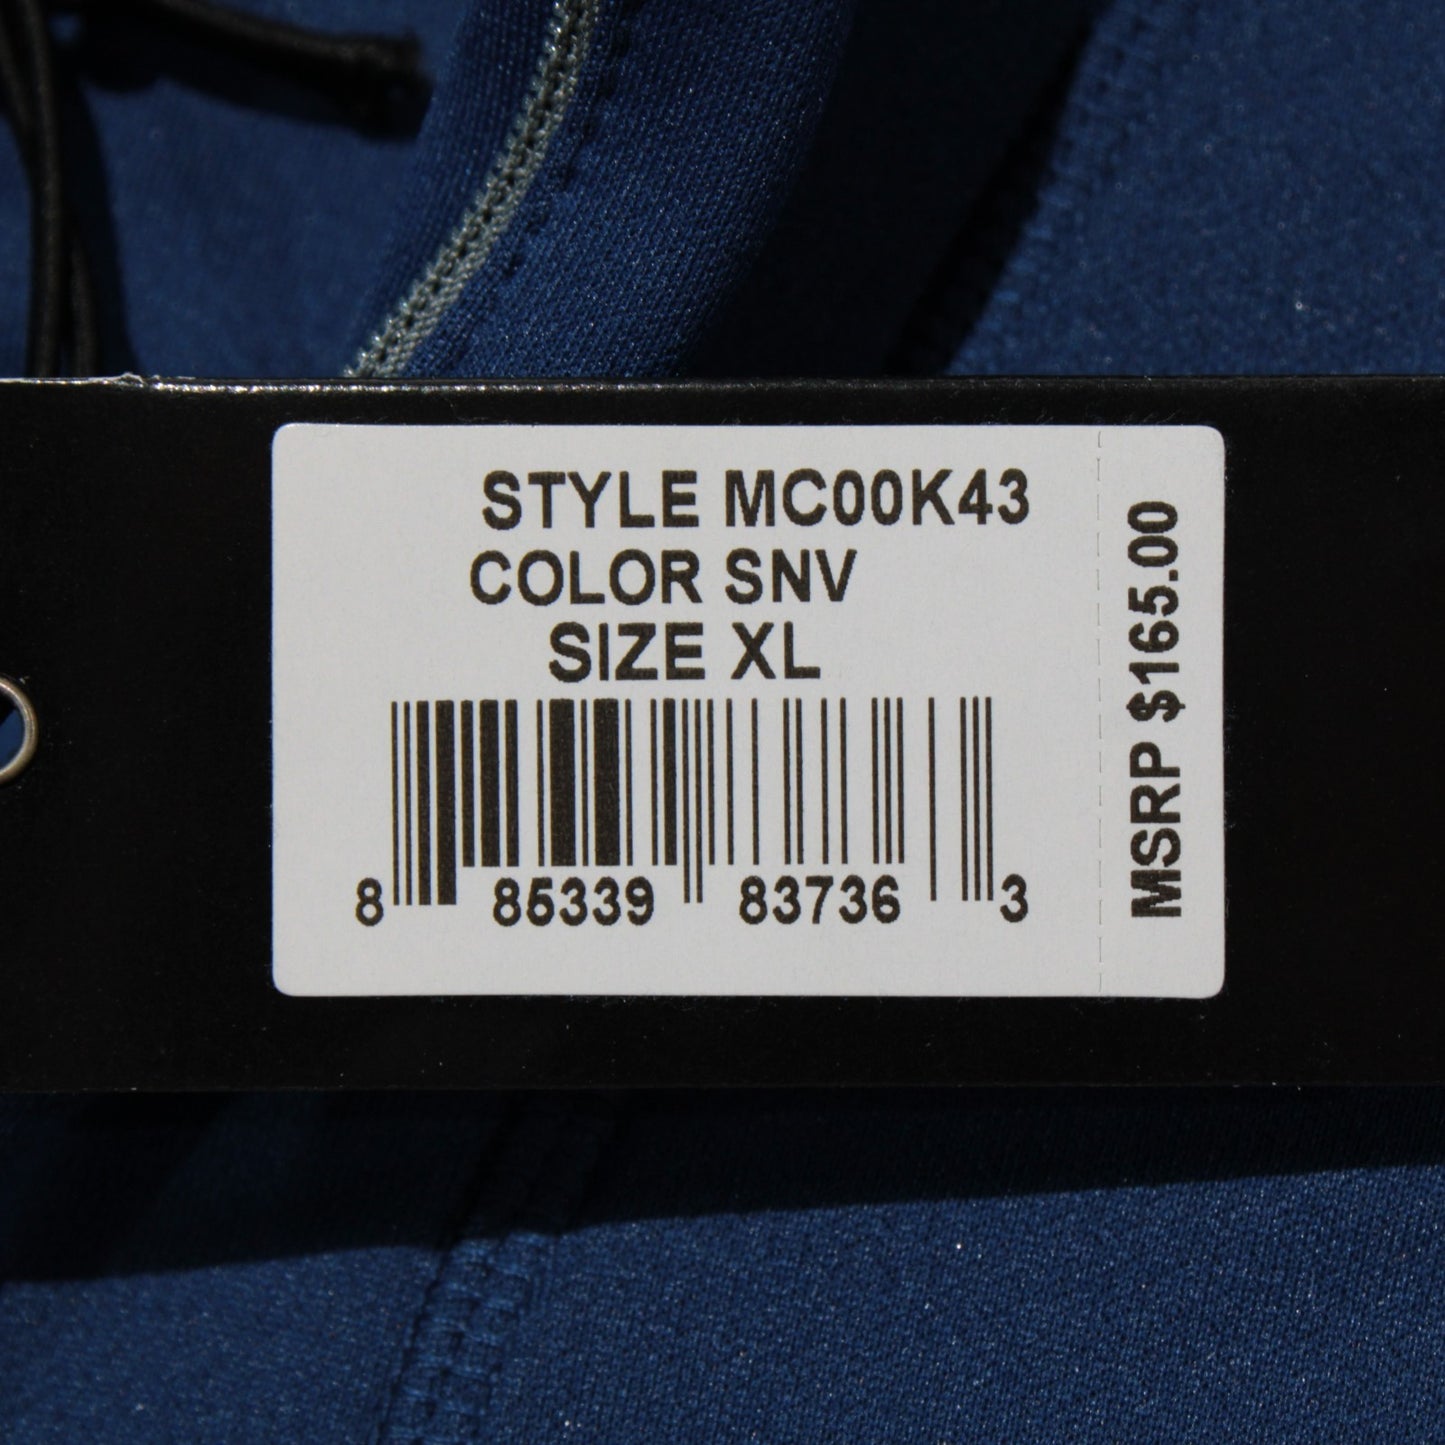 STYLE MC00K43
COLOR SNV
SIZE XL
8 85339 83736 3
MSRP $165.00